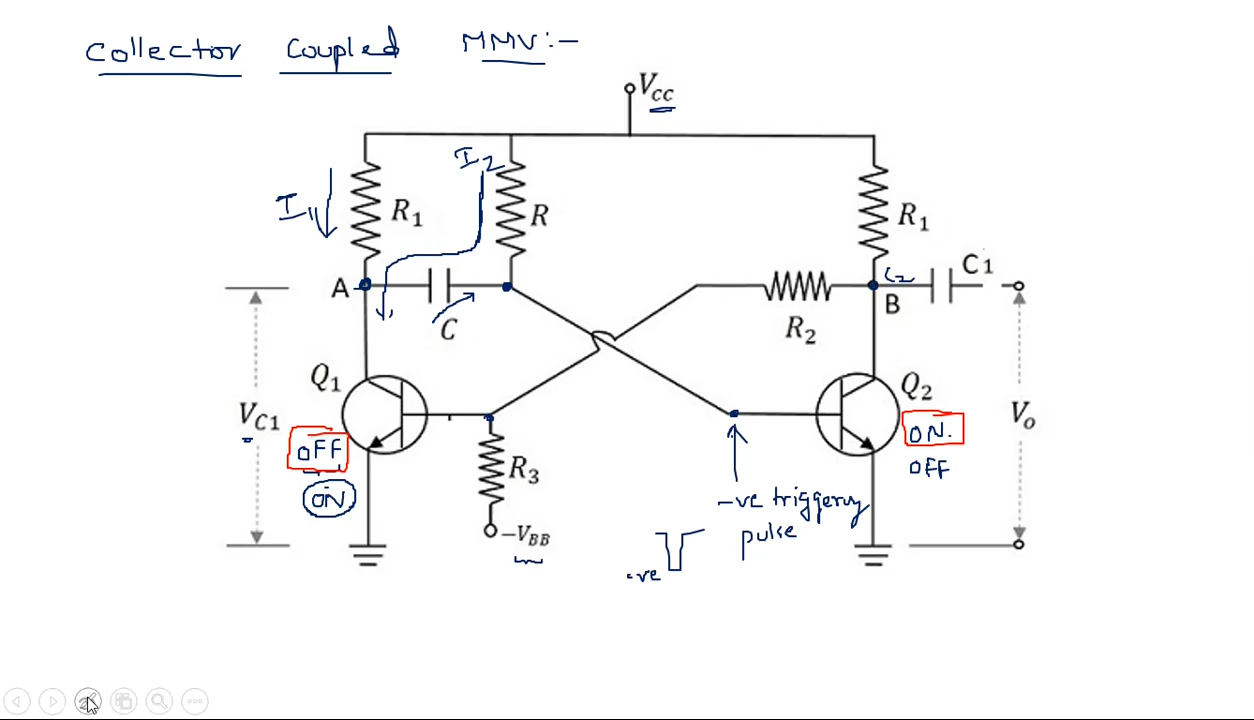 Collector Coupled MMV:-
VCC
I2
I1
R1
R
R1
A
C
R2
C2
C1
B
Q1
Q2
VC1
OFF
ON
R3
ON.
OFF
Vo
-VBB
-ve triggering
pulse
-ve